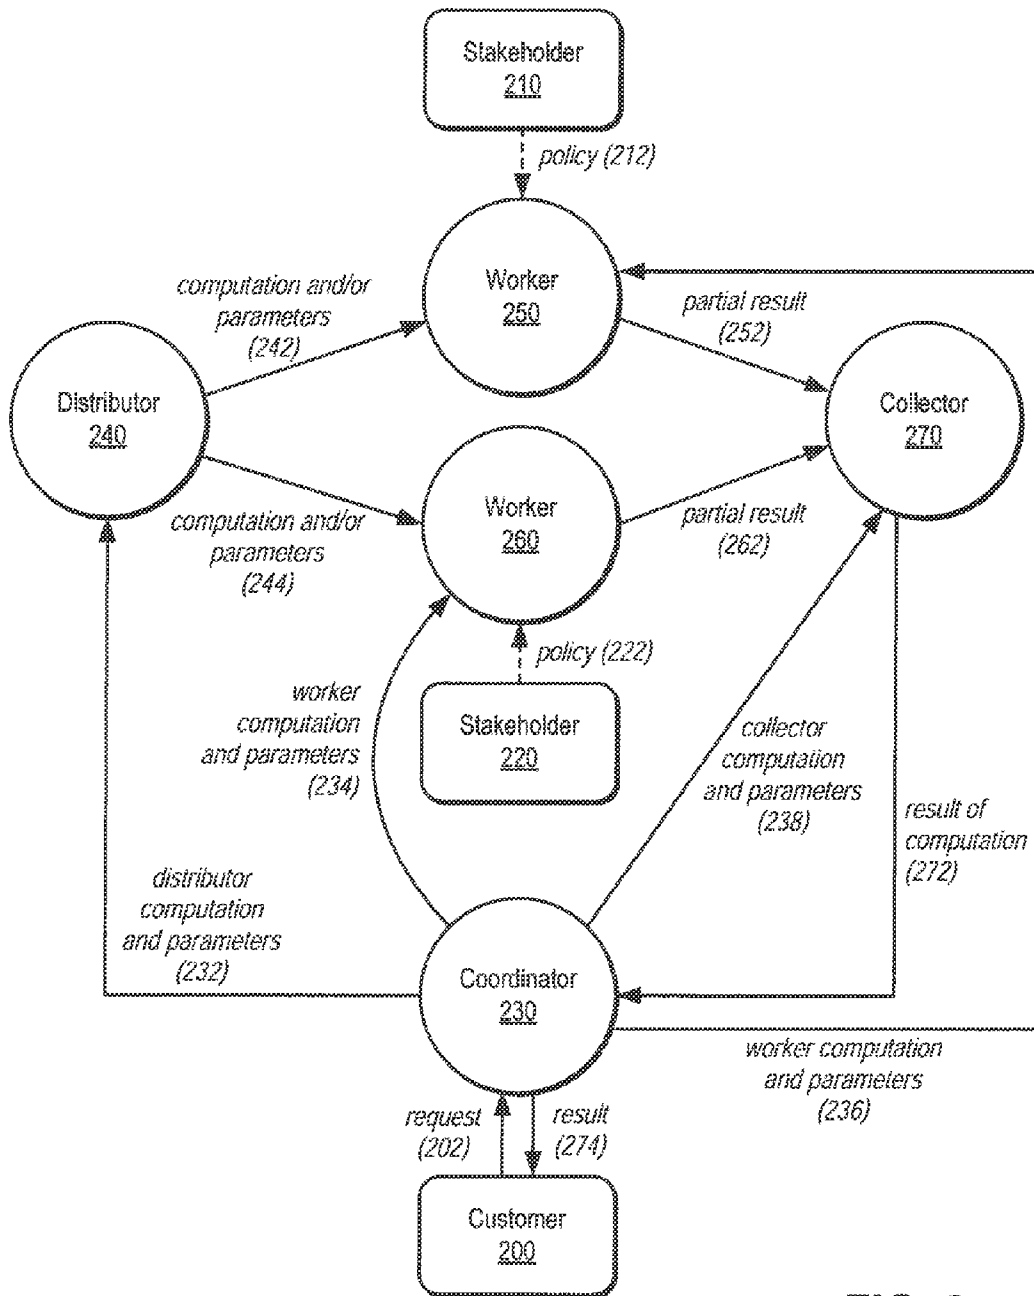 Stakeholder
210
policy (212)
Worker
250
computation and/or
parameters
(242)
partial result
(252)
Distributor
240
Collector
270
Worker
260
computation and/or
parameters
(244)
partial result
(262)
policy (222)
worker
computation
and parameters
(234)
Stakeholder
220
collector
computation
and parameters
(238)
result of
computation
(272)
distributor
computation
and parameters
(232)
Coordinator
230
worker computation
and parameters
(236)
request
(202)
result
(274)
Customer
200